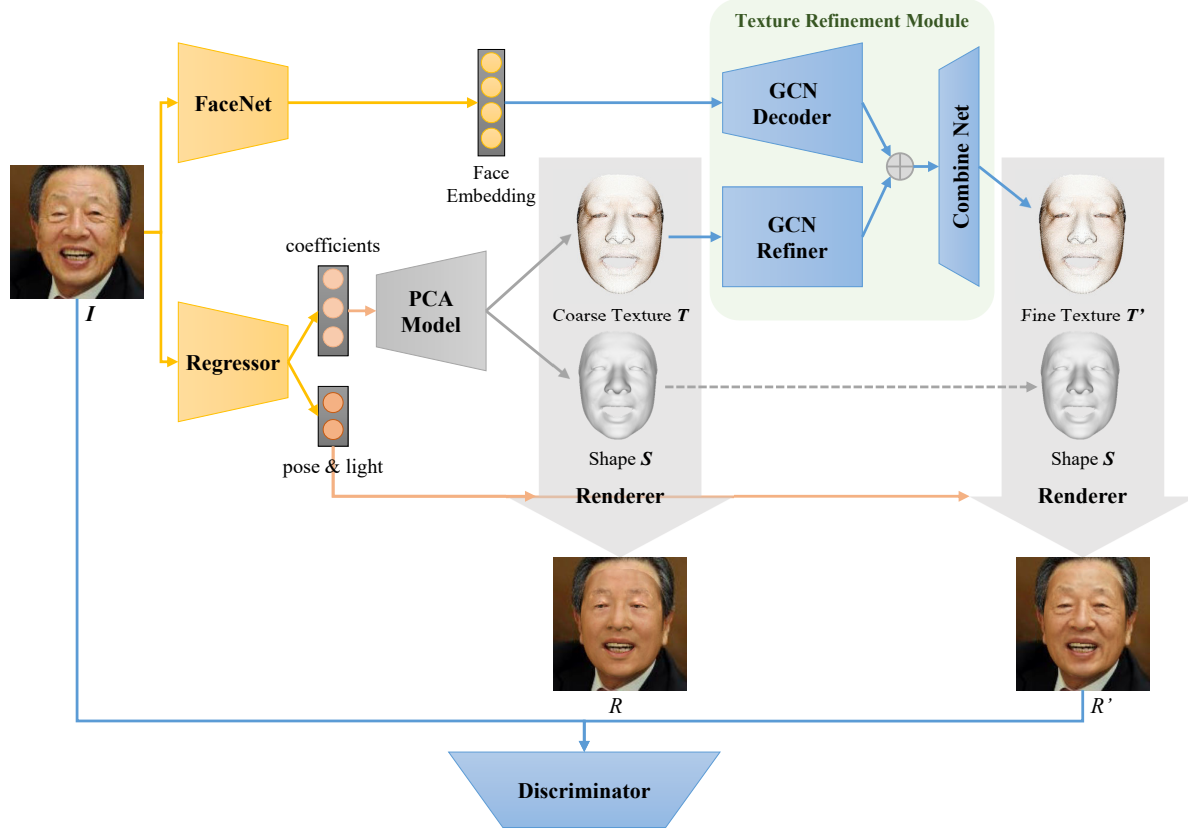 Texture Refinement Module
FaceNet
GCN
Decoder
Combine Net
Face
Embedding
GCN
Refiner
coefficients
PCA
Model
I
Coarse Texture T
Fine Texture T’
Regressor
pose & light
Shape S
Shape S
Renderer
Renderer
R
R’
Discriminator